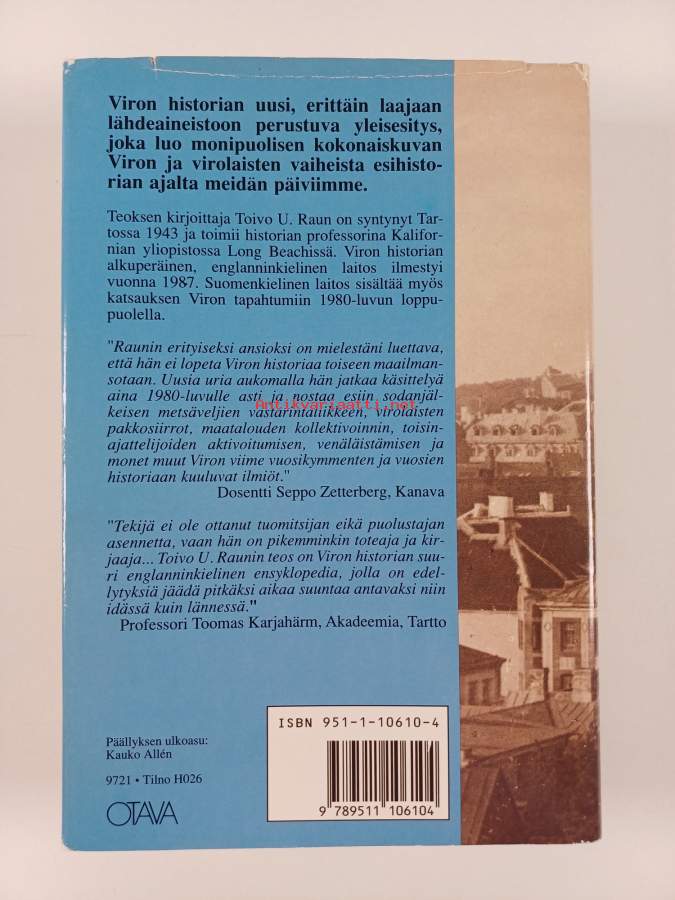 Viron historian uusi, erittäin laajaan
lähdeaineistoon perustuva yleisesitys,
joka luo monipuolisen kokonaiskuvan
Viron ja virolaisten vaiheista esihisto-
rian ajalta meidän päiviimme.
Teoksen kirjoittaja Toivo U. Raun on syntynyt Tar-
tossa 1943 ja toimii historian professorina Kalifor-
nian yliopistossa Long Beachissä. Viron historian
alkuperäinen, englanninkielinen laitos ilmestyi
vuonna 1987. Suomenkielinen laitos sisältää myös
katsauksen Viron tapahtumiin 1980-luvun loppu-
puolella.
"Raunin erityiseksi ansioksi on mielestäni luettava,
että hän ei lopeta Viron historiaa toiseen maailman-
sotaan. Uusia uria aukomalla hän jatkaa käsittelyä
aina 1980-luvulle asti ja nostaa esiin sodanjäl-
keisen metsäveljien vastarintaliikkeen, virolaisten
pakkosiirrot, maatalouden kollektivoinnin, toisin-
ajattelijoiden aktivoitumisen, venäläistämisen ja
monet muut Viron viime vuosikymmenten ja vuosien
historiaan kuuluvat ilmiöt."
Dosentti Seppo Zetterberg, Kanava
"Tekijä ei ole ottanut tuomitsijan eikä puolustajan
asennetta, vaan hän on pikemminkin toteaja ja kir-
jaaja... Toivo U. Raunin teos on Viron historian suu-
ri englanninkielinen ensyklopedia, jolla on edel-
lytyksiä jäädä pitkäksi aikaa suuntaa antavaksi niin
idässä kuin lännessä."
Professori Toomas Karjahärm, Akadeemia, Tartto
Antikvariaatti.net
Päällyksen ulkoasu:
Kauko Allén
9721 • Tilno H026
OTAVA
ISBN 951-1-10610-4
9 789511 106104